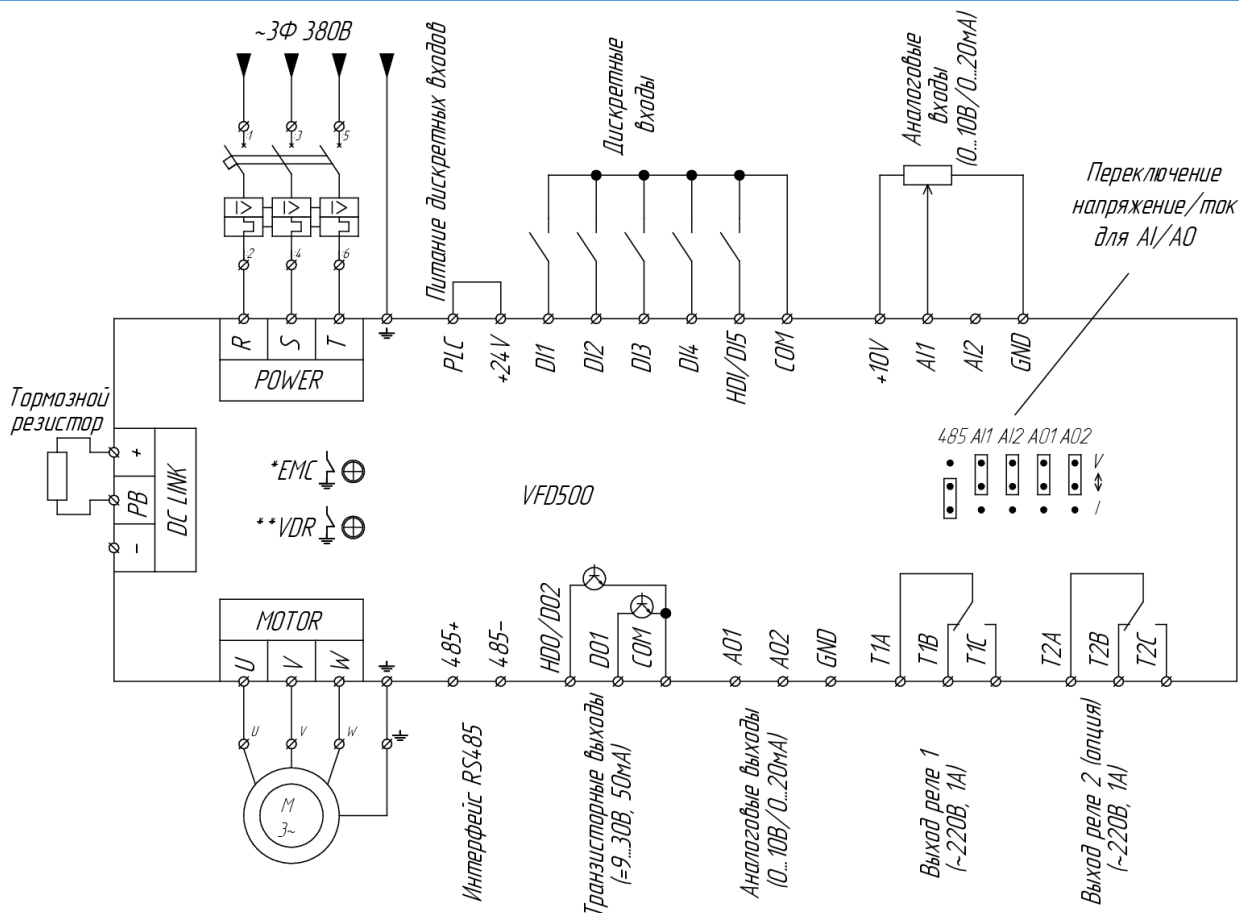 ~3Ф 380В
:1
:3
:5
I>
I>
I>
:2
:4
:6
Питание дискретных входов
Дискретные
входы
Аналоговые
входы
(0...10В/0...20мА)
Переключение
напряжение/ток
для AI/AO
R
S
T
POWER
PLC
+24V
DI1
DI2
DI3
DI4
HDI/DI5
COM
+10V
AI1
AI2
GND
Тормозной
резистор
+
PB
-
DC LINK
*EMC
**VDR
VFD500
485 AI1 AI2 AO1 AO2
V
I
MOTOR
U
V
W
485+
485-
HDO/DO2
DO1
COM
AO1
AO2
GND
T1A
T1B
T1C
T2A
T2B
T2C
U
V
W
M
3~
Интерфейс RS485
Транзисторные выходы
(=9...30В, 50мА)
Аналоговые выходы
(0...10В/0...20мА)
Выход реле 1
(~220В, 1А)
Выход реле 2 (опция)
(~220В, 1А)